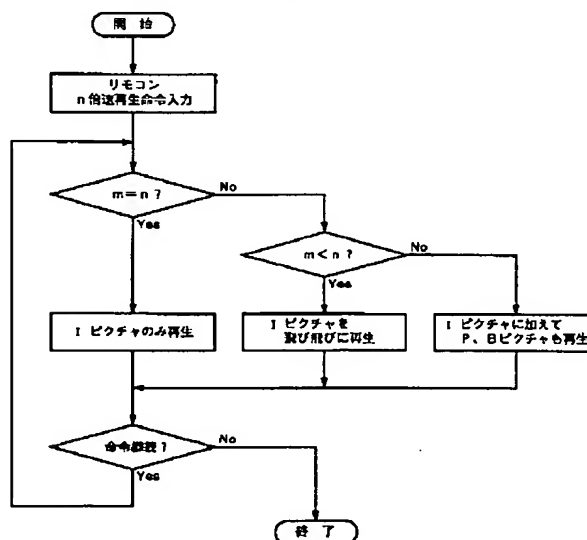 開始
リモコン
n倍速再生命令入力
m=n?
No
Yes
m<n?
No
Yes
I ピクチャのみ再生
I ピクチャを
飛び飛びに再生
I ピクチャに加えて
P、Bピクチャも再生
命令継続?
No
Yes
終了